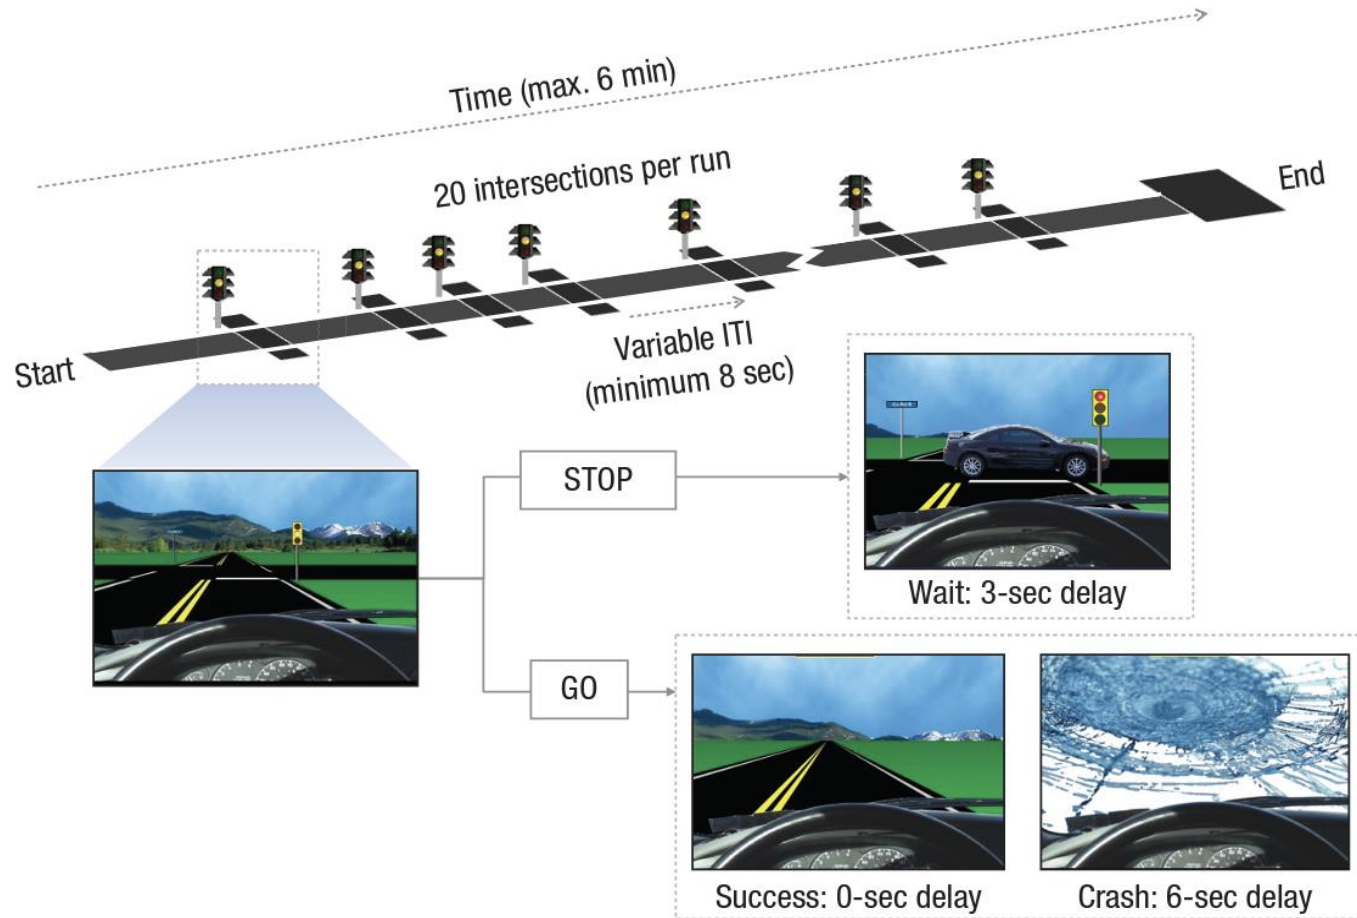 Time (max. 6 min)
20 intersections per run
End
Start
Variable ITI
(minimum 8 sec)
STOP
Wait: 3-sec delay
GO
Success: 0-sec delay
Crash: 6-sec delay